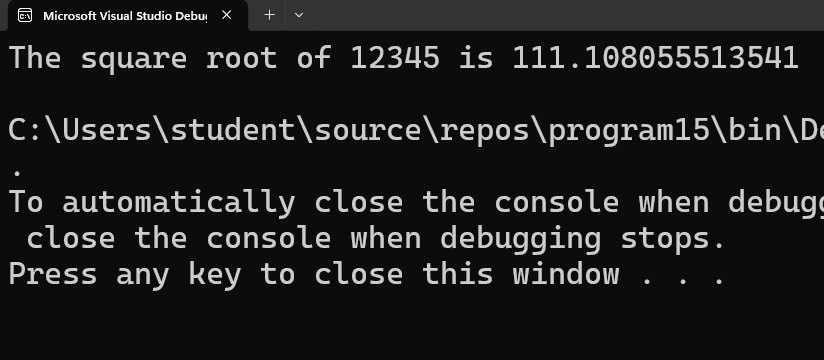 Microsoft Visual Studio Debug
The square root of 12345 is 111.108055513541
C:\Users\student\source\repos\program15\bin\De
.
To automatically close the console when debugg
close the console when debugging stops.
Press any key to close this window . . .